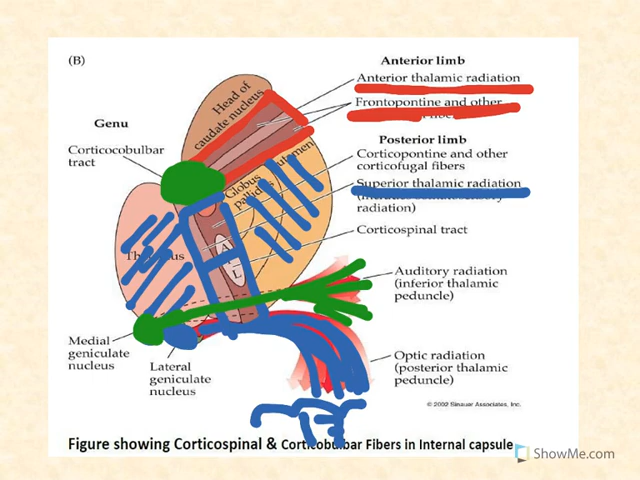 (B)
Anterior limb
Head of
caudate nucleus
Anterior thalamic radiation
Frontopontine and other
Genu
Corticocobulbar
tract
Posterior limb
Corticopontine and other
corticofugal fibers
Globus
Superior thalamic radiation
radiation)
Corticospinal tract
A
L
Auditory radiation
(inferior thalamic
peduncle)
Medial
geniculate
nucleus
Lateral
geniculate
nucleus
Optic radiation
(posterior thalamic
peduncle)
© 2002 Sinauer Associates, Inc.
Figure showing Corticospinal & Corticobulbar Fibers in Internal capsule
ShowMe.com